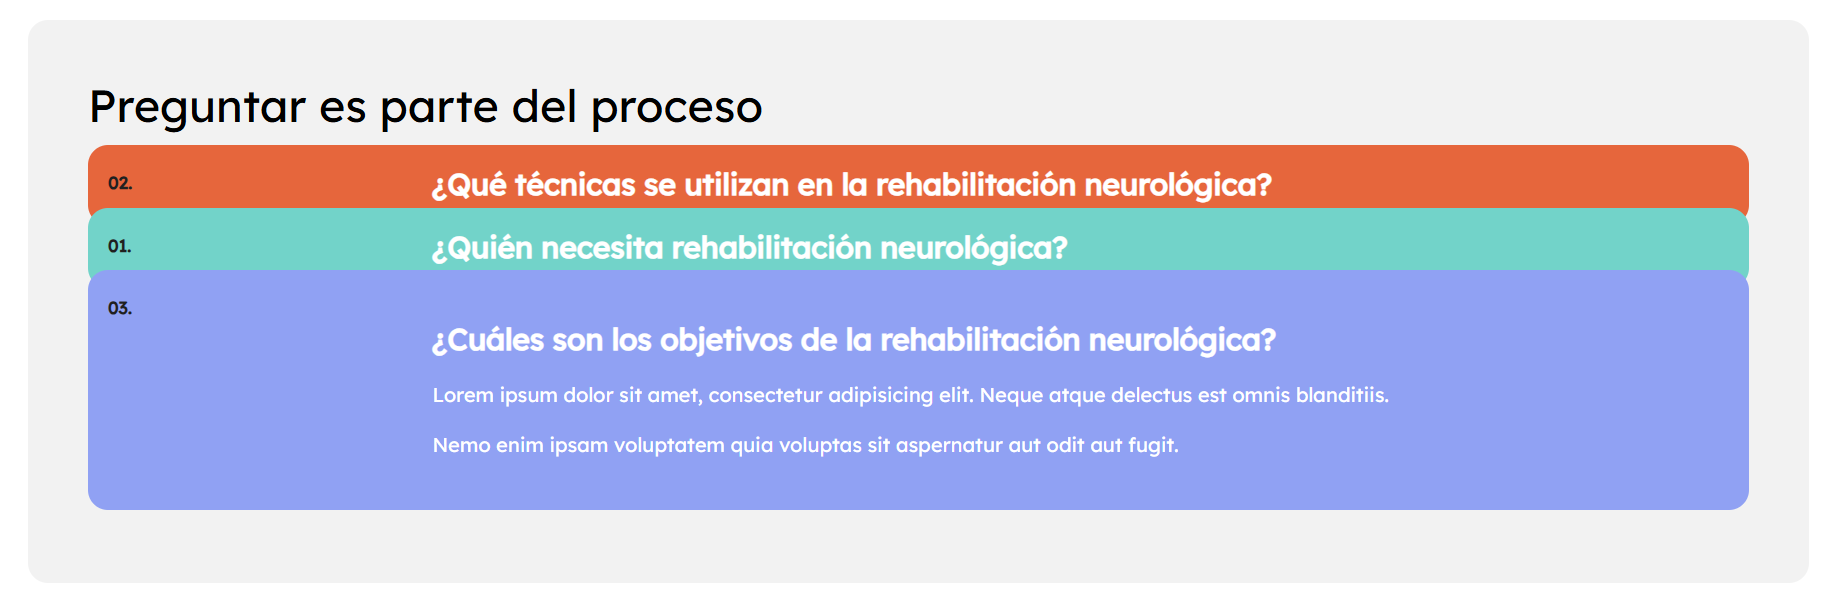 Preguntar es parte del proceso
02.
¿Qué técnicas se utilizan en la rehabilitación neurológica?
01.
¿Quién necesita rehabilitación neurológica?
03.
¿Cuáles son los objetivos de la rehabilitación neurológica?
Lorem ipsum dolor sit amet, consectetur adipisicing elit. Neque atque delectus est omnis blanditiis.
Nemo enim ipsam voluptatem quia voluptas sit aspernatur aut odit aut fugit.